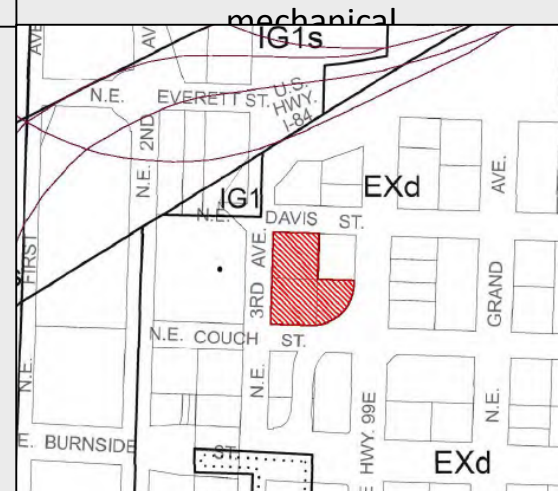 mechanical
IG1s
AVE
AV
U.S.
HWY.
I-84
N.E. EVERETT ST.
N.E. 2ND
AVE.
IG1
EXd
N.E. DAVIS ST.
N.E. 3RD AVE.
N.E. FIRST
N.E. GRAND
N.E. COUCH ST.
HWY. 99E
E. BURNSIDE ST.
EXd